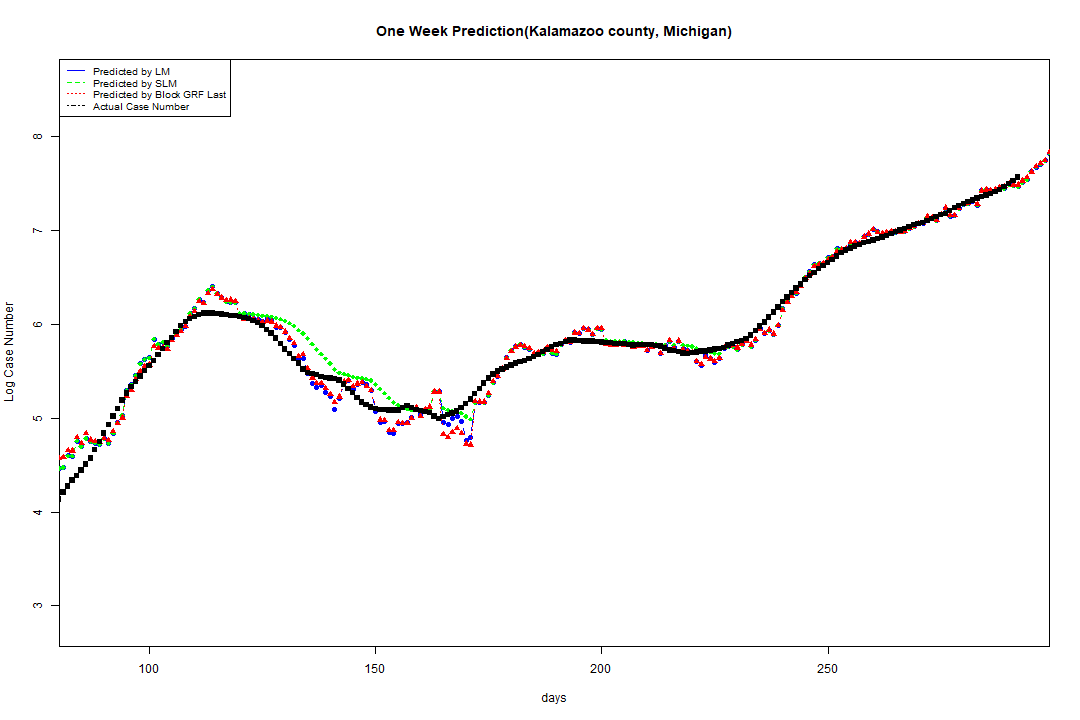 One Week Prediction(Kalamazoo county, Michigan)
Predicted by LM
Predicted by SLM
Predicted by Block GRF Last
Actual Case Number
8
7
6
5
4
3
Log Case Number
100 150 200 250
days